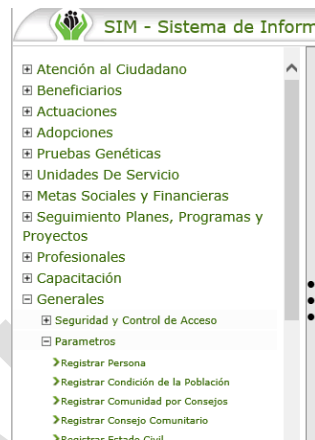 SIM - Sistema de Inform
Atención al Ciudadano
Beneficiarios
Actuaciones
Adopciones
Pruebas Genéticas
Unidades De Servicio
Metas Sociales y Financieras
Seguimiento Planes, Programas y
Proyectos
Profesionales
Capacitación
Generales
Seguridad y Control de Acceso
Parametros
Registrar Persona
Registrar Condición de la Población
Registrar Comunidad por Consejos
Registrar Consejo Comunitario
Registrar Estado Civil